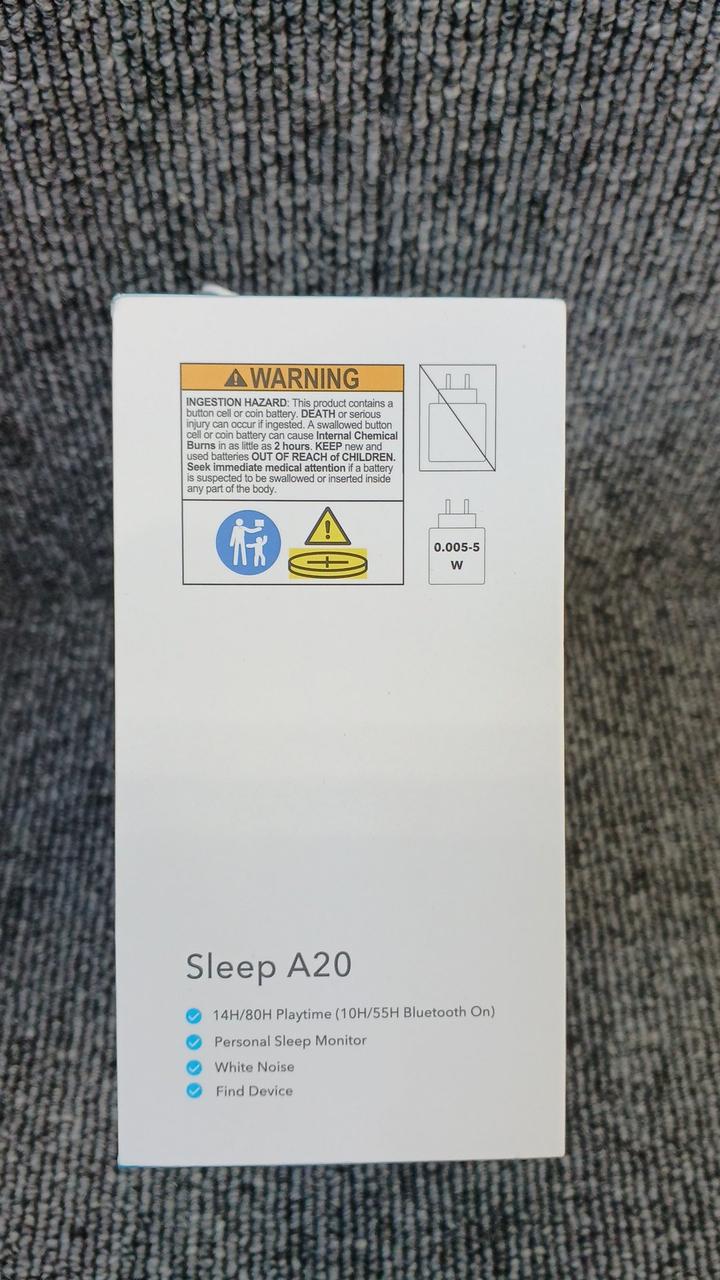 WARNING
INGESTION HAZARD: This product contains a
button cell or coin battery. DEATH or serious
injury can occur if ingested. A swallowed button
cell or coin battery can cause Internal Chemical
Burns in as little as 2 hours. KEEP new and
used batteries OUT OF REACH of CHILDREN.
Seek immediate medical attention if a battery
is suspected to be swallowed or inserted inside
any part of the body.
0.005-5
W
Sleep A20
14H/80H Playtime (10H/55H Bluetooth On)
Personal Sleep Monitor
White Noise
Find Device